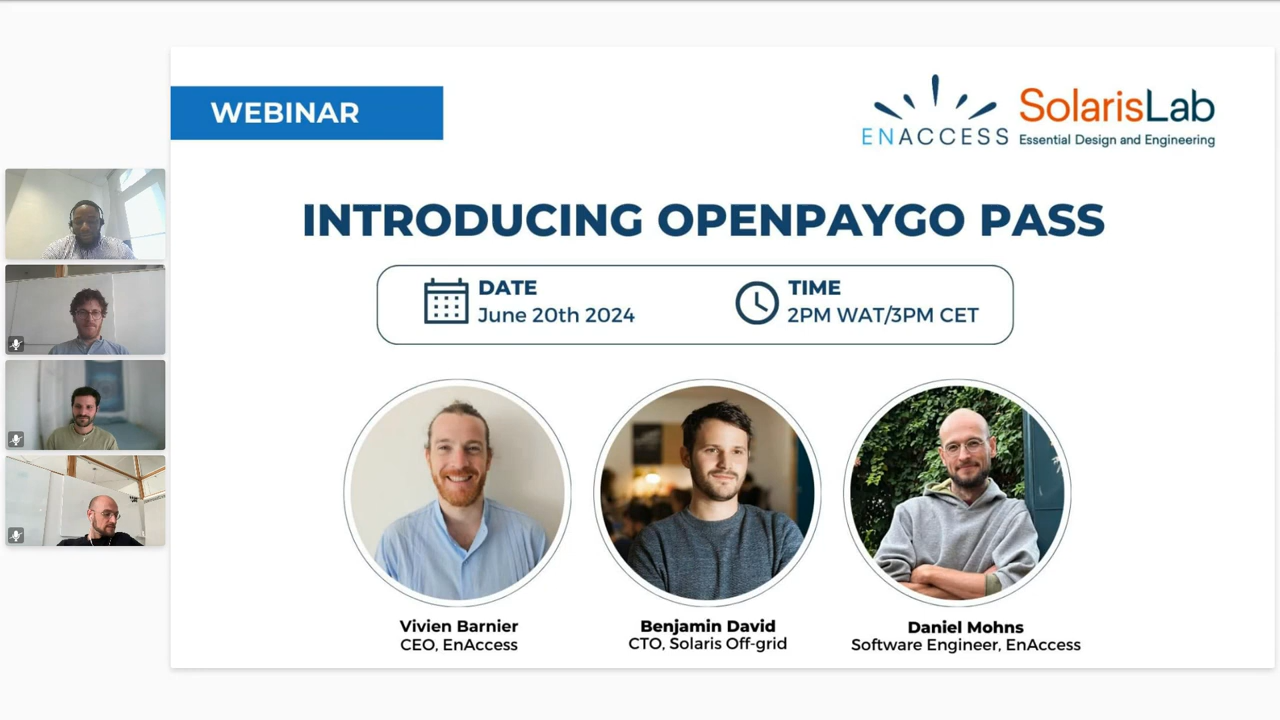 WEBINAR
ENACCESS
SolarisLab
Essential Design and Engineering
INTRODUCING OPENPAYGO PASS
DATE
June 20th 2024
TIME
2PM WAT/3PM CET
Vivien Barnier
CEO, EnAccess
Benjamin David
CTO, Solaris Off-grid
Daniel Mohns
Software Engineer, EnAccess